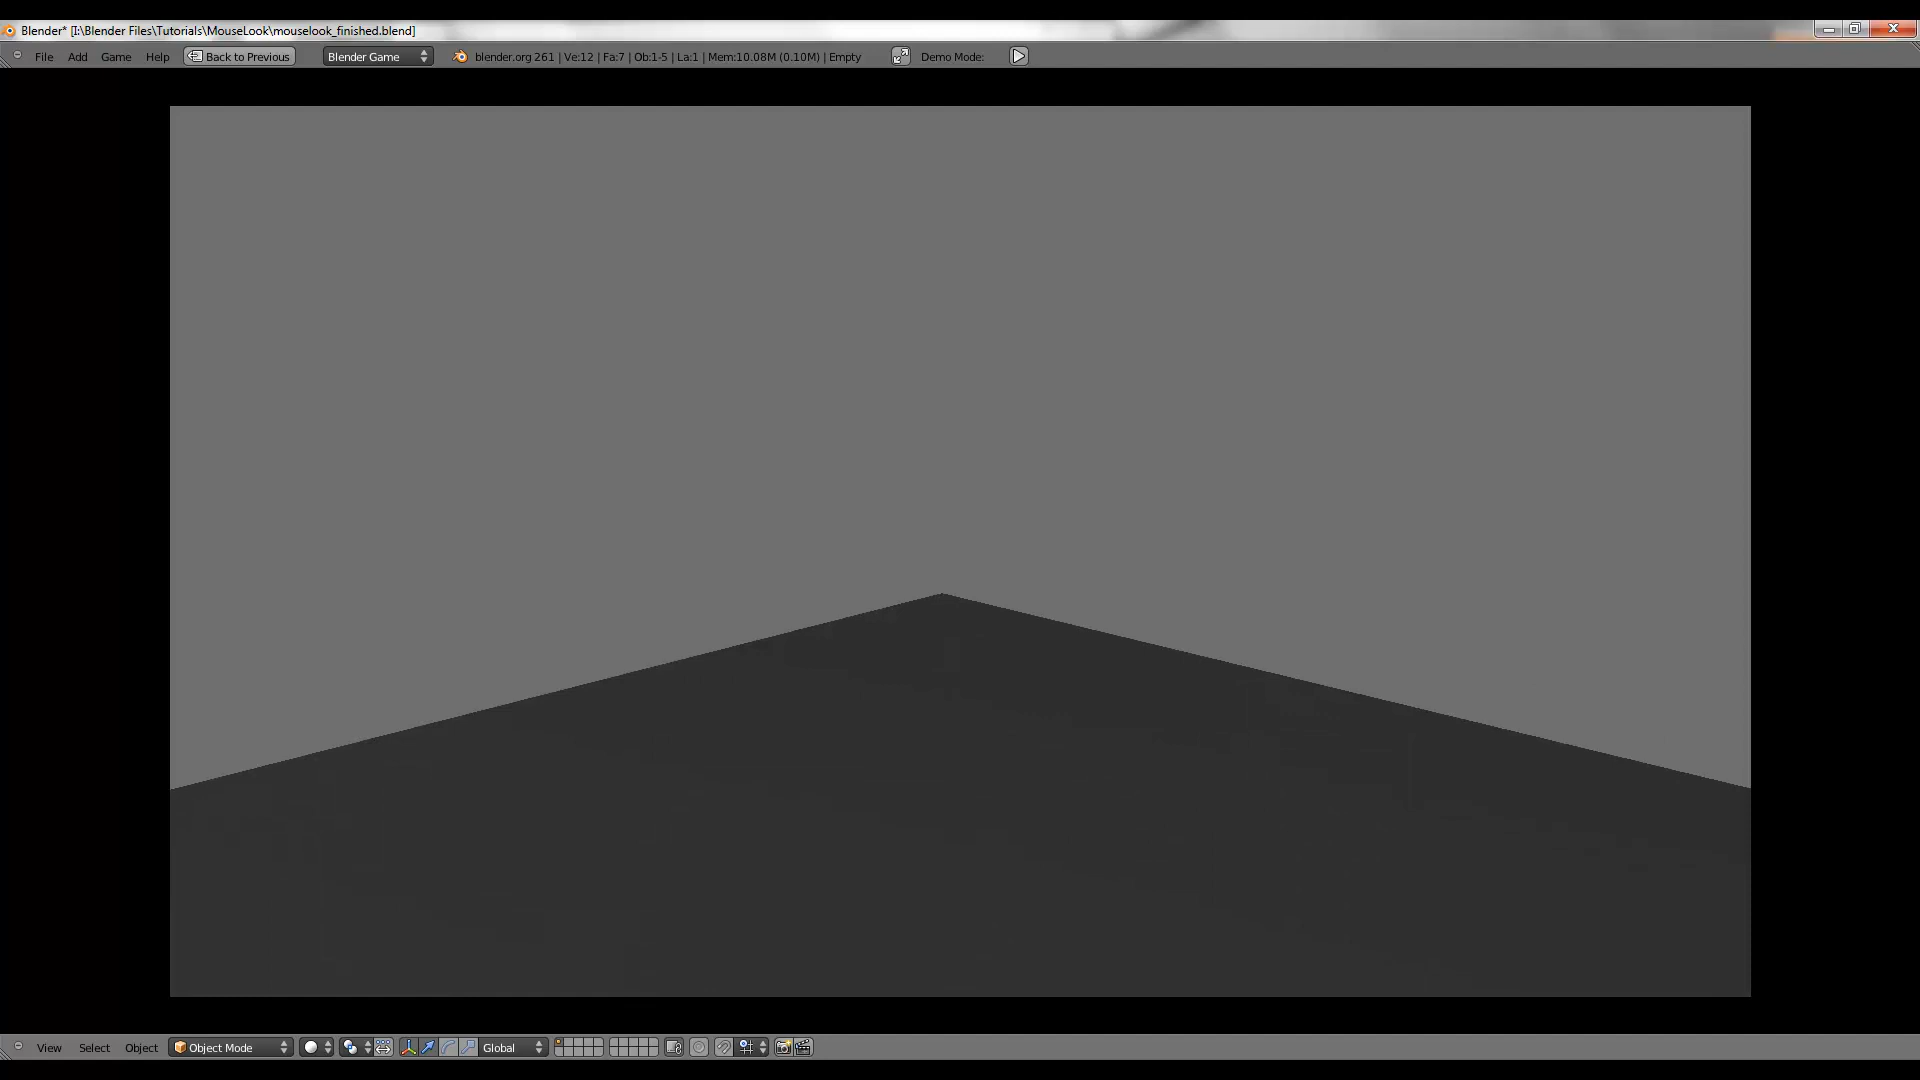 Blender* [I:\Blender Files\Tutorials\MouseLook\mouselook_finished.blend]
File Add Game Help Back to Previous Blender Game blender.org 261 | Ve:12 | Fa:7 | Ob:1-5 | La:1 | Mem:10.08M (0.10M) | Empty Demo Mode:
View Select Object Object Mode Global